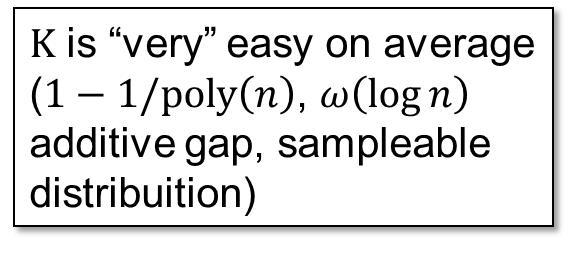 K is “very” easy on average
(1 − 1/poly(n), ω(log n)
additive gap, sampleable
distribuition)